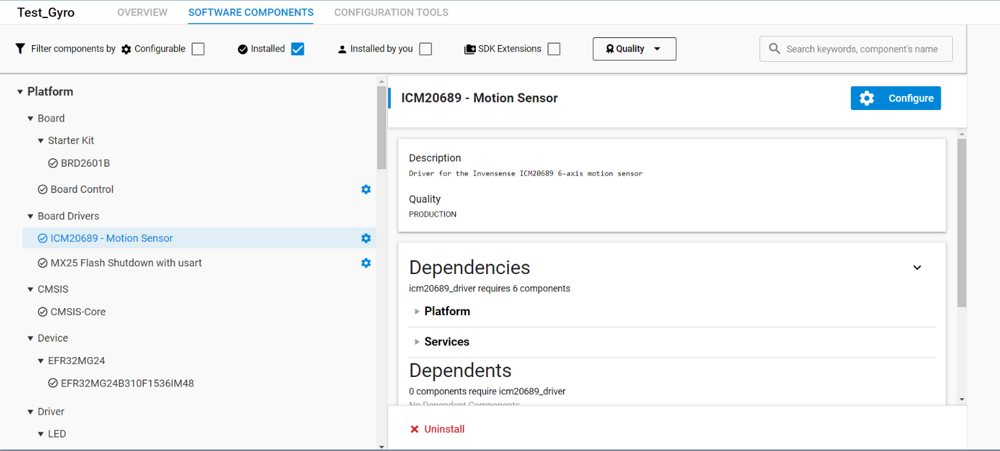 Test_Gyro
OVERVIEW
SOFTWARE COMPONENTS
CONFIGURATION TOOLS
Filter components by
Configurable
Installed
Installed by you
SDK Extensions
Quality
Search keywords, component's name
Platform
Board
Starter Kit
BRD2601B
Board Control
Board Drivers
ICM20689 - Motion Sensor
MX25 Flash Shutdown with usart
CMSIS
CMSIS-Core
Device
EFR32MG24
EFR32MG24B310F1536IM48
Driver
LED
ICM20689 - Motion Sensor
Configure
Description
Driver for the Invensense ICM20689 6-axis motion sensor
Quality
PRODUCTION
Dependencies
icm20689_driver requires 6 components
Platform
Services
Dependents
0 components require icm20689_driver
No Dependent Components
Uninstall